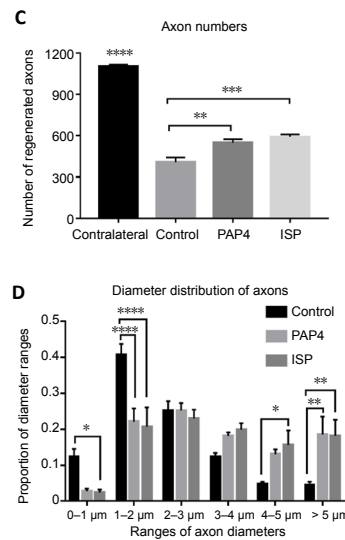 C
Axon numbers
Number of regenerated axons
1200
900
600
300
0
****
**
***
Contralateral Control PAP4 ISP
D
Diameter distribution of axons
Proportion of diameter ranges
0.5
0.4
0.3
0.2
0.1
0
Control
PAP4
ISP
*
****
****
*
**
**
0–1 μm 1–2 μm 2–3 μm 3–4 μm 4–5 μm > 5 μm
Ranges of axon diameters